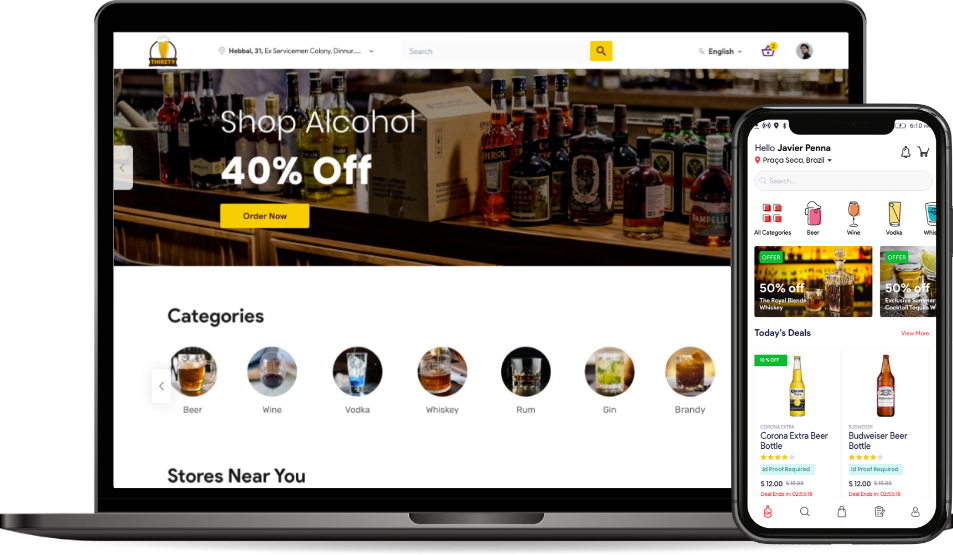 THIRSTY
Hebbal, 31, Ex Servicemen Colony, Dinnur.....
Search
English
2
Shop Alcohol
40% Off
Order Now
Categories
Beer
Wine
Vodka
Whiskey
Rum
Gin
Brandy
Stores Near You
6:10 PM
Hello Javier Penna
Praça Seca, Brazil
Search...
All Categories
Beer
Wine
Vodka
Whis
OFFER
50% off
The Royal Blende
Whiskey
OFFER
50% off
Exclusive Summer
Cocktail Tequila W
Today's Deals
View More
10 % OFF
CORONA EXTRA
Corona Extra Beer
Bottle
Id Proof Required
$ 12.00 $ 15.00
Deal Ends in: 02:53:19
BUDWEISER
Budweiser Beer
Bottle
Id Proof Required
$ 12.00 $ 15.00
Deal Ends in: 02:53:19